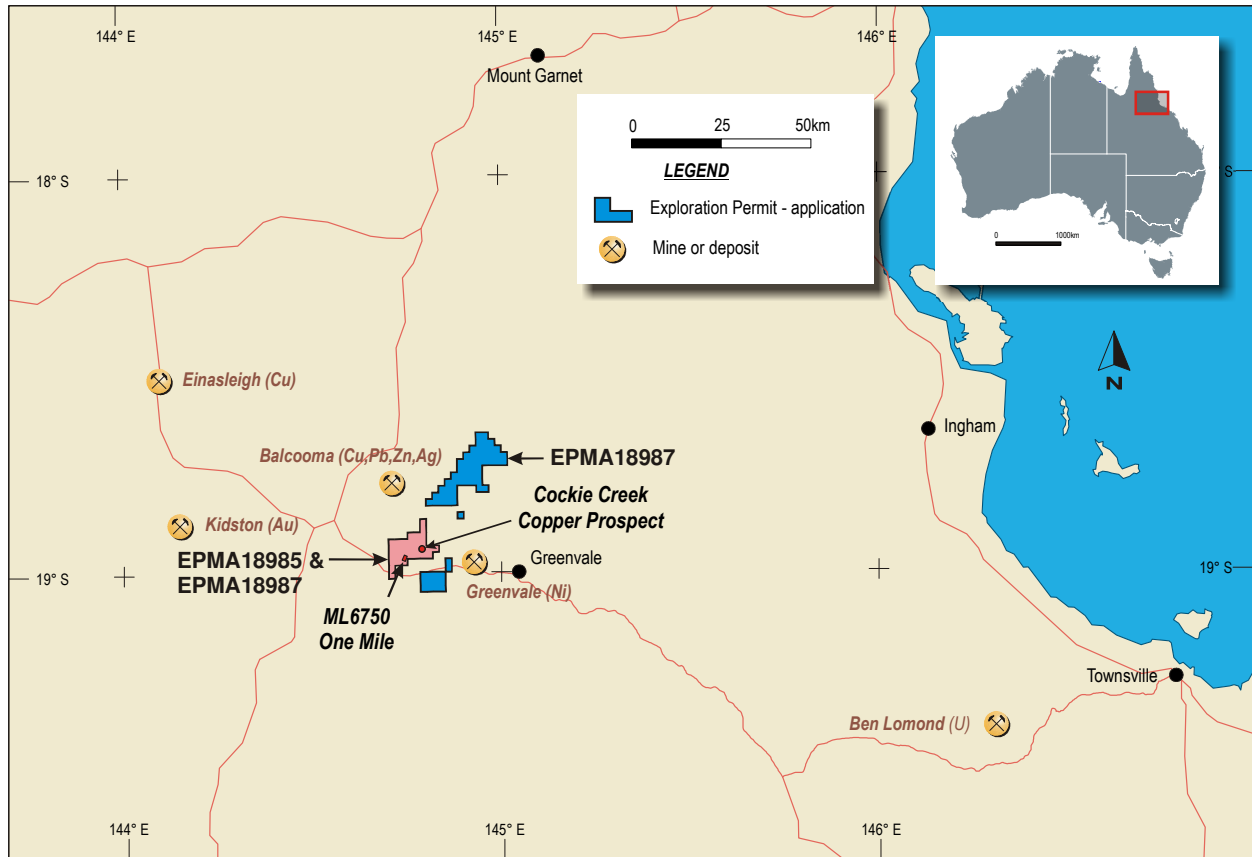 144° E
145° E
146° E
Mount Garnet
0 25 50km
LEGEND
Exploration Permit - application
Mine or deposit
0 1000km
18° S
S
N
Einasleigh (Cu)
Ingham
Balcooma (Cu,Pb,Zn,Ag)
EPMA18987
Cockie Creek
Copper Prospect
Kidston (Au)
EPMA18985 &
EPMA18987
Greenvale
19° S
19° S
Greenvale (Ni)
ML6750
One Mile
Townsville
Ben Lomond (U)
144° E
145° E
146° E